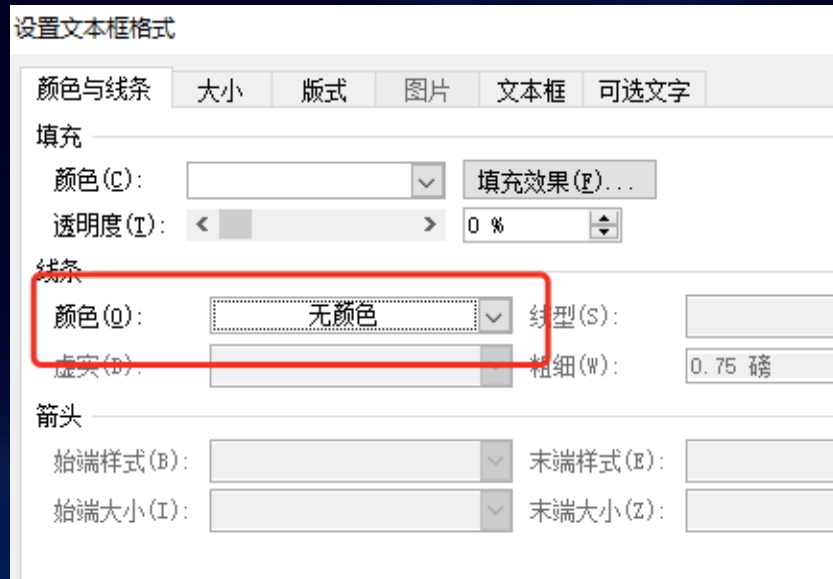 设置文本框格式
颜色与线条 大小 版式 图片 文本框 可选文字
填充
颜色(C): 填充效果(F)...
透明度(T): 0 %
线条
颜色(O): 无颜色 线型(S):
虚实(D): 粗细(W): 0.75 磅
箭头
始端样式(B): 末端样式(E):
始端大小(I): 末端大小(Z):